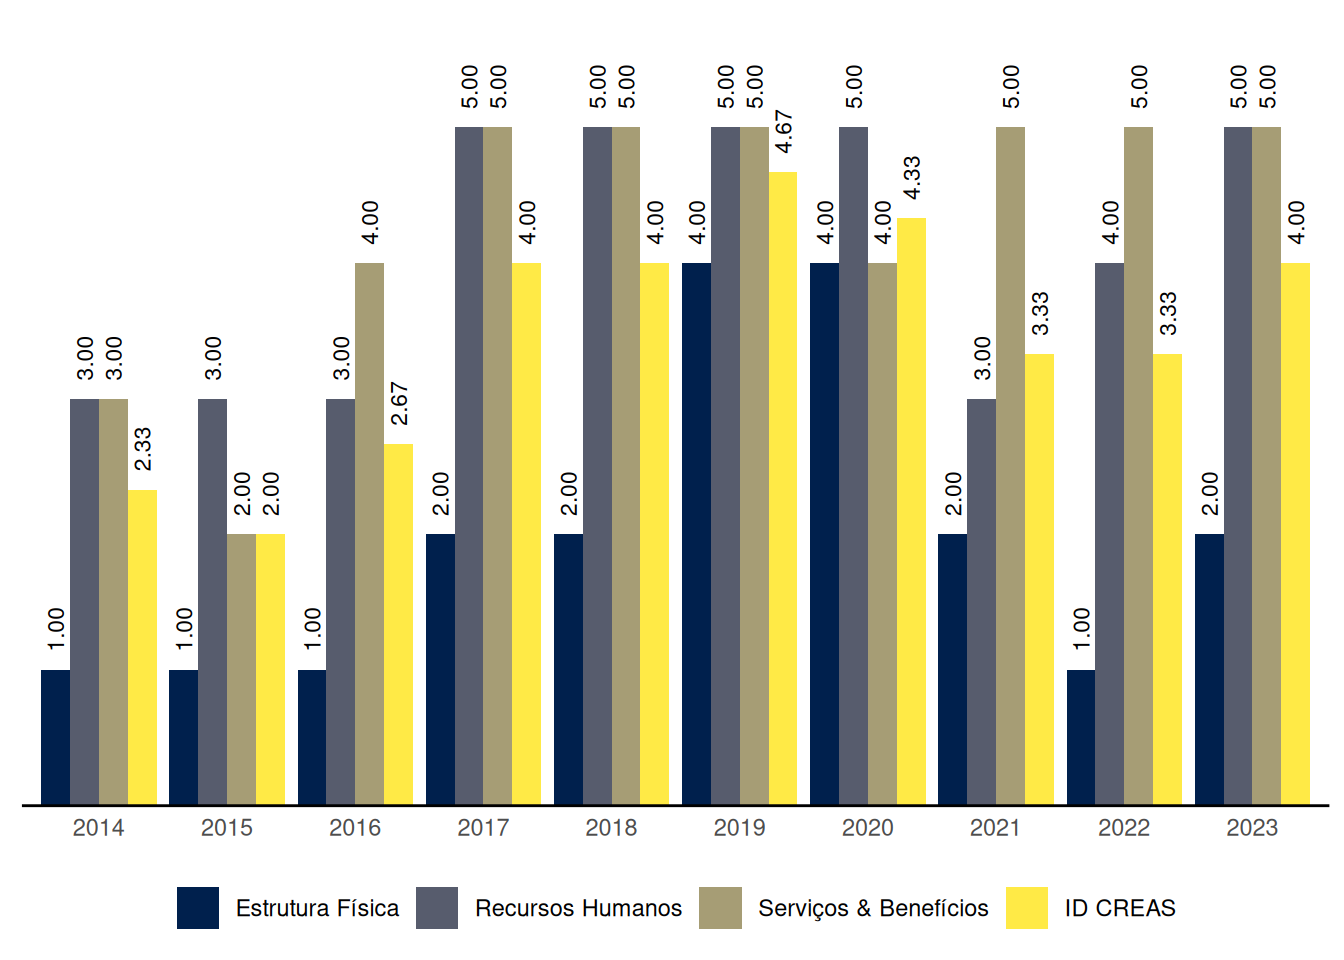 5.00 5.00 5.00 5.00 5.00 5.00 5.00 5.00 5.00 5.00 5.00
4.67
4.33
4.00 4.00 4.00 4.00 4.00 4.00 4.00 4.00
3.33 3.33
3.00 3.00 3.00 3.00 3.00
2.67
2.33
2.00 2.00 2.00 2.00 2.00 2.00
1.00 1.00 1.00 1.00
2014 2015 2016 2017 2018 2019 2020 2021 2022 2023
Estrutura Física Recursos Humanos Serviços & Benefícios ID CREAS